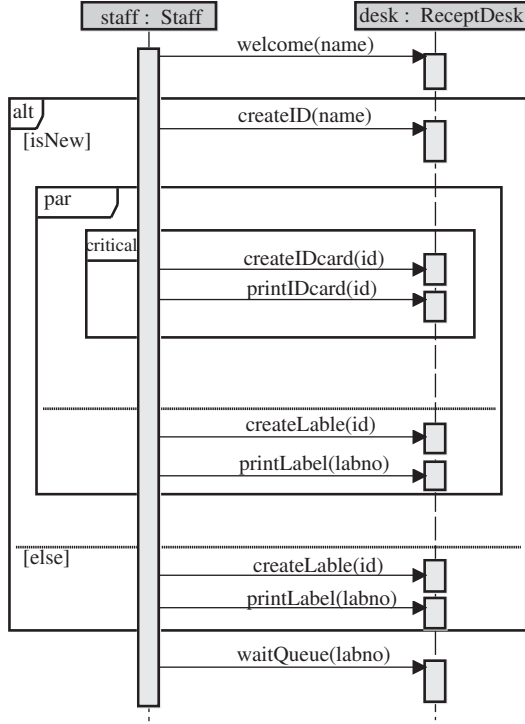 staff : Staff
desk : ReceptDesk
welcome(name)
alt
createID(name)
[isNew]
par
critical
createIDcard(id)
printIDcard(id)
createLable(id)
printLabel(labno)
[else]
createLable(id)
printLabel(labno)
waitQueue(labno)